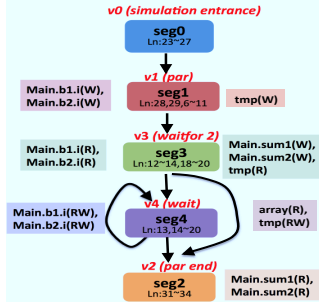 v0 (simulation entrance)
seg0
Ln:23~27
v1 (par)
Main.b1.i(W),
Main.b2.i(W)
seg1
Ln:28,29,6~11
tmp(W)
v3 (waitfor 2)
Main.b1.i(R),
Main.b2.i(R)
seg3
Ln:12~14,18~20
Main.sum1(W),
Main.sum2(W),
tmp(R)
v4 (wait)
Main.b1.i(RW),
Main.b2.i(RW)
seg4
Ln:13,14~20
array(R),
tmp(RW)
v2 (par end)
seg2
Ln:31~34
Main.sum1(R),
Main.sum2(R)